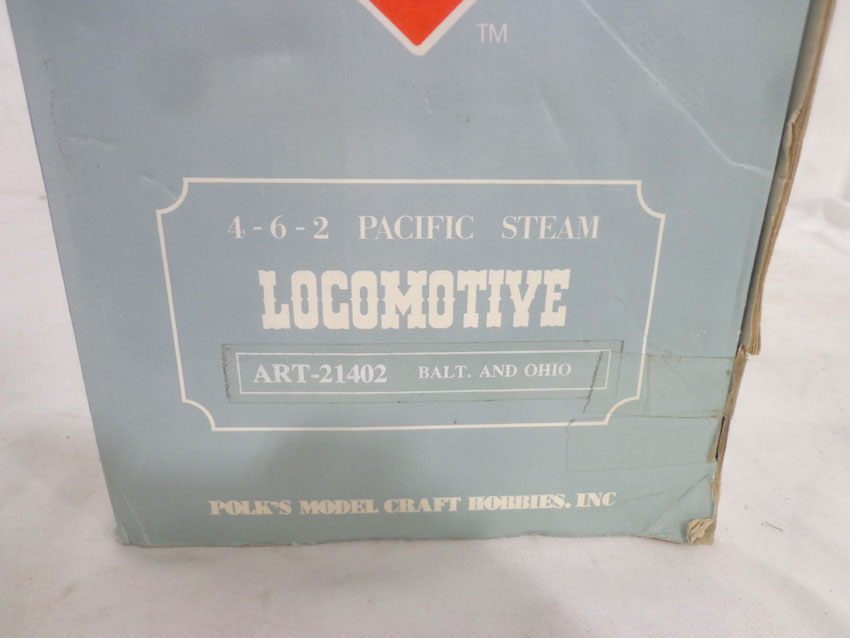 TM
4-6-2 PACIFIC STEAM
LOCOMOTIVE
ART-21402 BALT. AND OHIO
POLK'S MODEL CRAFT HOBBIES. INC